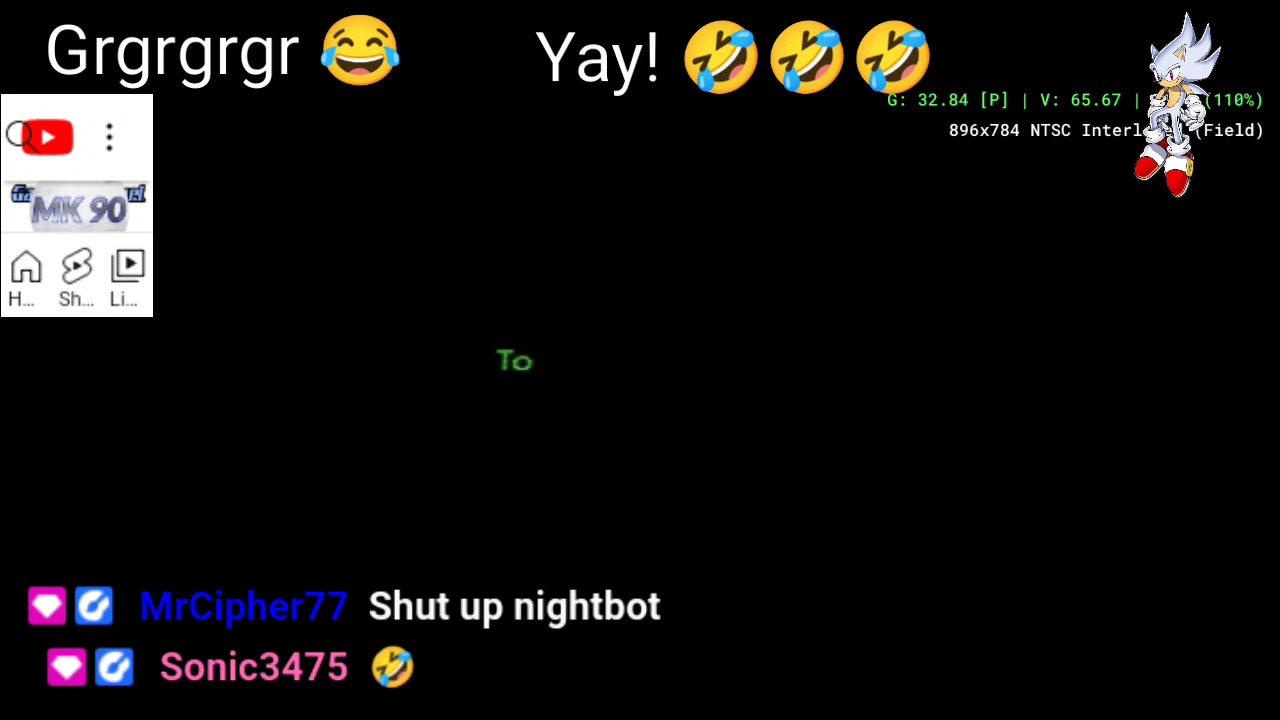 Grgrgrgr 😂
Yay! 🤣🤣🤣
G: 32.84 [P] | V: 65.67 | (110%)
896x784 NTSC (Field)
MK 90
H...
Sh...
Li...
To
MrCipher77 Shut up nightbot
Sonic3475 🤣